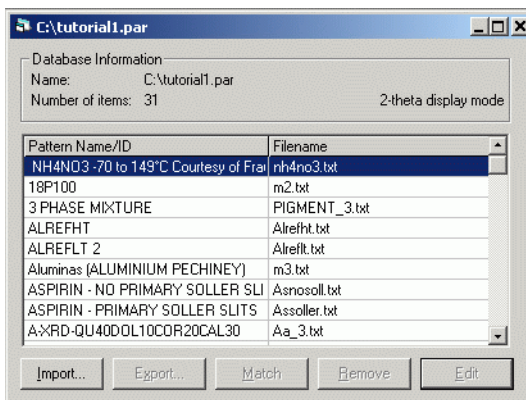 C:\tutorial1.par
Database Information
Name: C:\tutorial1.par
Number of items: 31 2-theta display mode
Pattern Name/ID Filename
NH4NO3 -70 to 149°C Courtesy of Frau nh4no3.txt
18P100 m2.txt
3 PHASE MIXTURE PIGMENT_3.txt
ALREFHT Alrefht.txt
ALREFLT 2 Alreflt.txt
Aluminas (ALUMINIUM PECHINEY) m3.txt
ASPIRIN - NO PRIMARY SOLLER SLI Asnosoll.txt
ASPIRIN - PRIMARY SOLLER SLITS Assoller.txt
A-XRD-QU40DOL10COR20CAL30 Aa_3.txt
Import... Export... Match Remove Edit